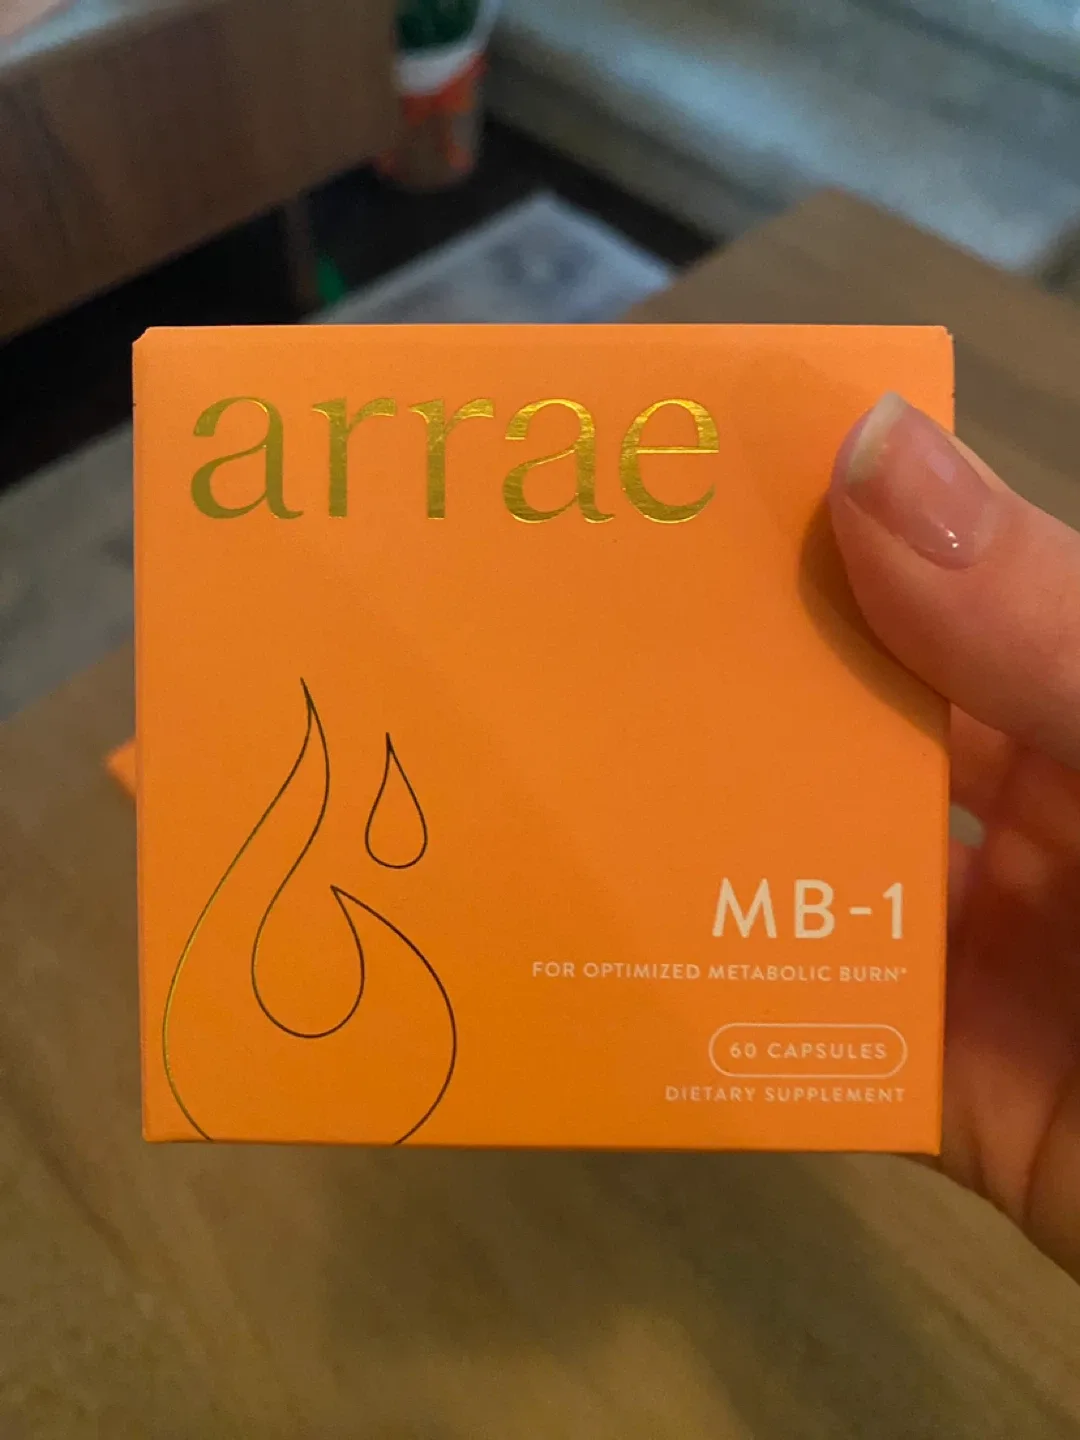 arrae
MB-1
FOR OPTIMIZED METABOLIC BURN*
60 CAPSULES
DIETARY SUPPLEMENT